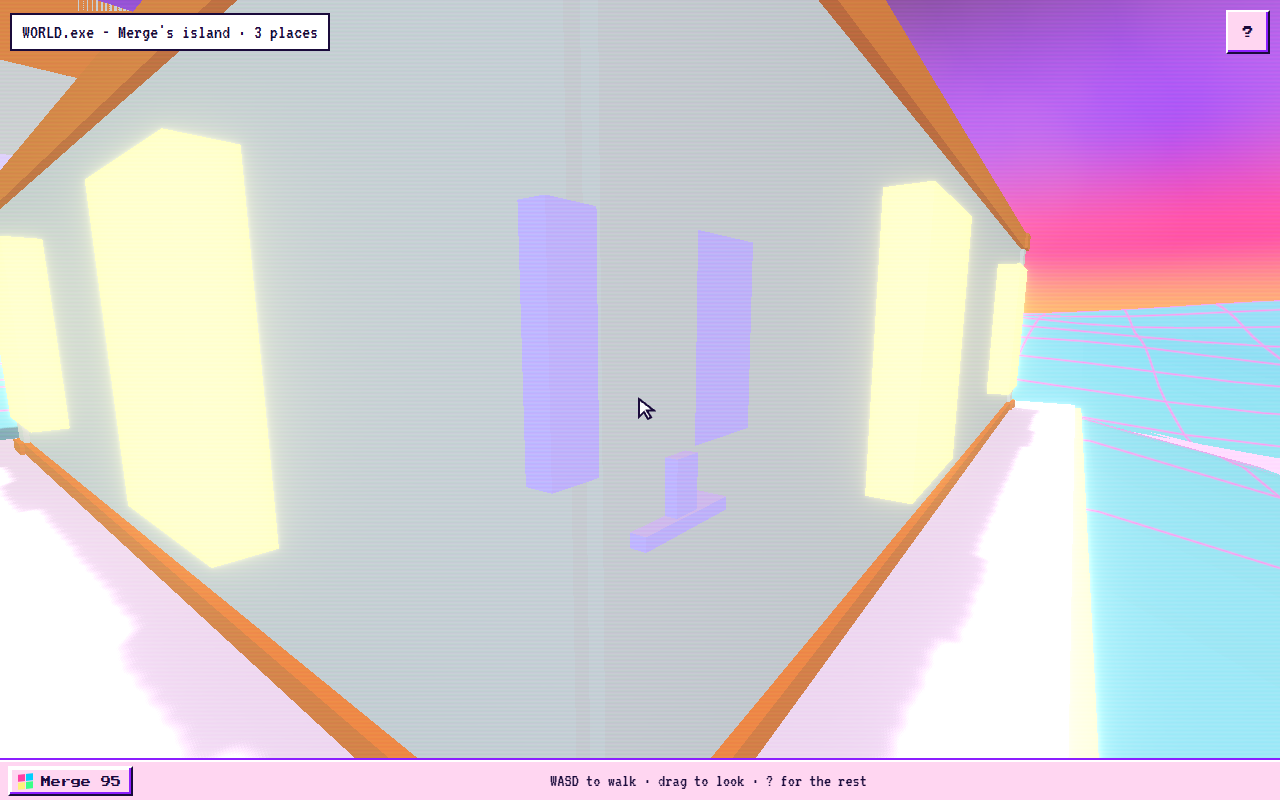 WORLD.exe - Merge's island · 3 places
?
Merge 95
WASD to walk · drag to look · ? for the rest